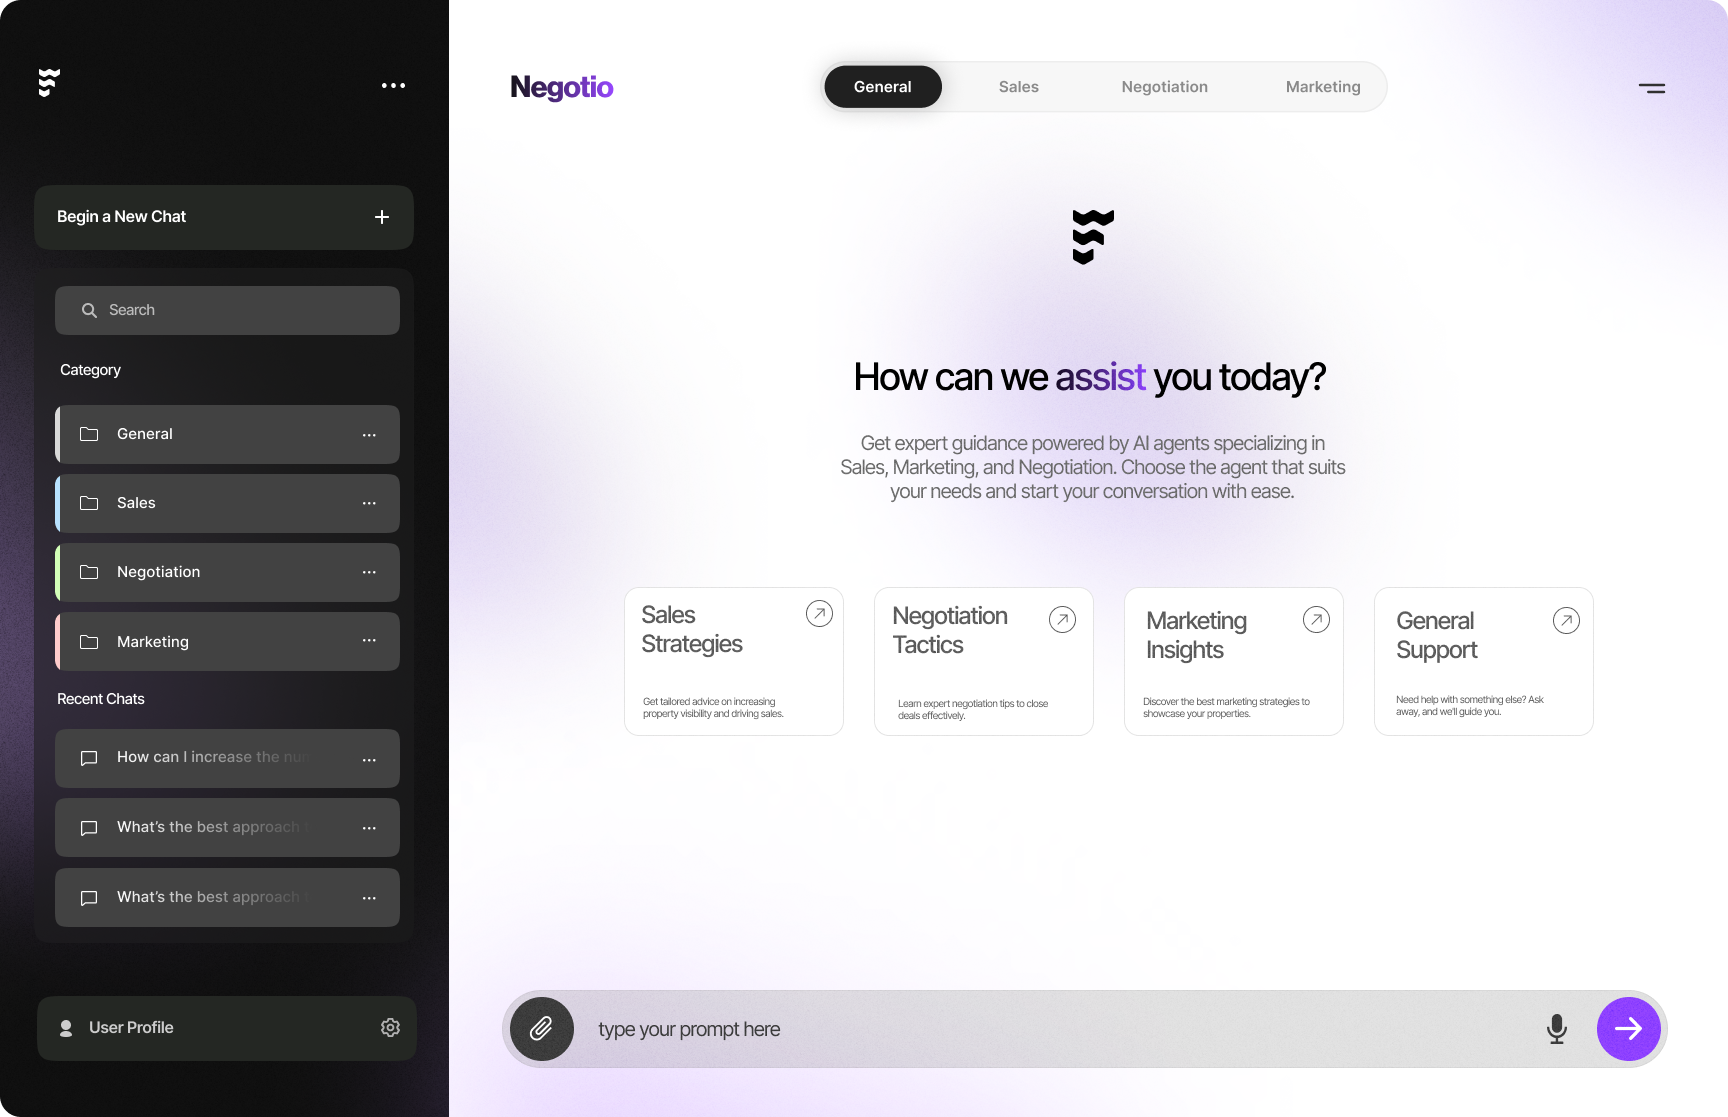 Begin a New Chat
Search
Category
General
Sales
Negotiation
Marketing
Recent Chats
How can I increase the num
What's the best approach
What's the best approach
User Profile
Negotio
General Sales Negotiation Marketing
How can we assist you today?
Get expert guidance powered by AI agents specializing in
Sales, Marketing, and Negotiation. Choose the agent that suits
your needs and start your conversation with ease.
Sales
Strategies
Get tailored advice on increasing
property visibility and driving sales.
Negotiation
Tactics
Learn expert negotiation tips to close
deals effectively.
Marketing
Insights
Discover the best marketing strategies to
showcase your properties.
General
Support
Need help with something else? Ask
away, and we'll guide you.
type your prompt here